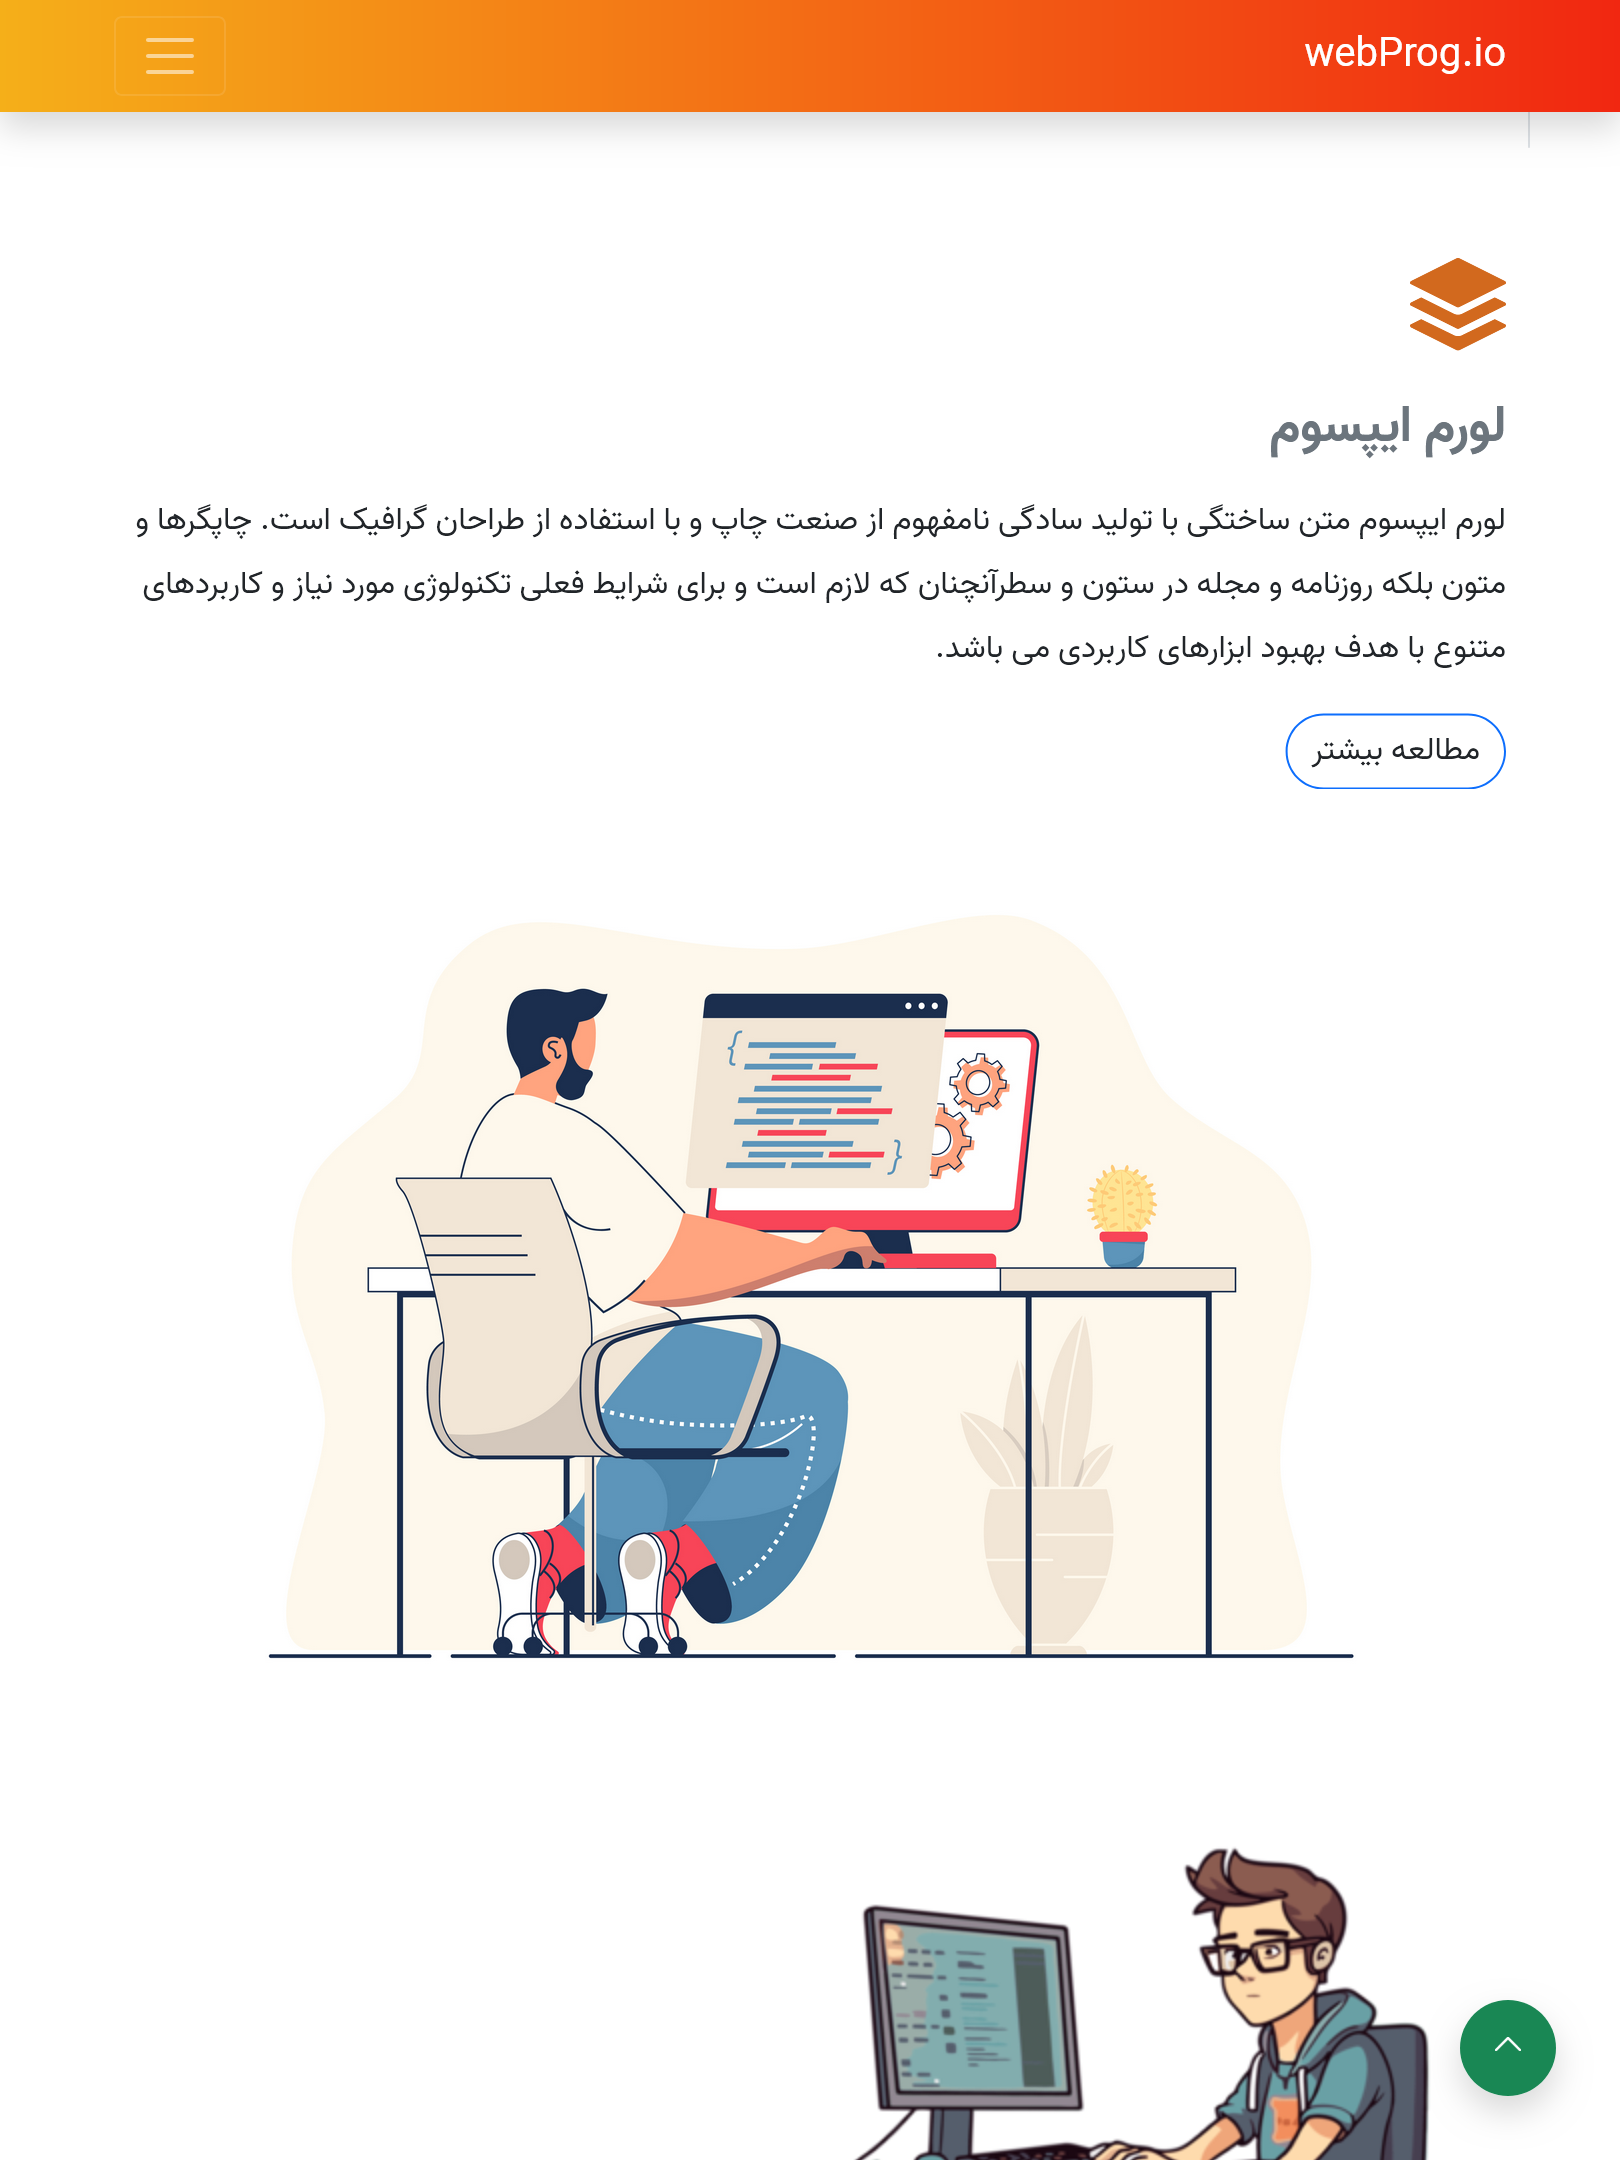 webProg.io
لورم ایپسوم
لورم ایپسوم متن ساختگی با تولید سادگی نامفهوم از صنعت چاپ و با استفاده از طراحان گرافیک است. چاپگرها و
متون بلکه روزنامه و مجله در ستون و سطرآنچنان که لازم است و برای شرایط فعلی تکنولوژی مورد نیاز و کاربردهای
متنوع با هدف بهبود ابزارهای کاربردی می باشد.
مطالعه بیشتر
{
}